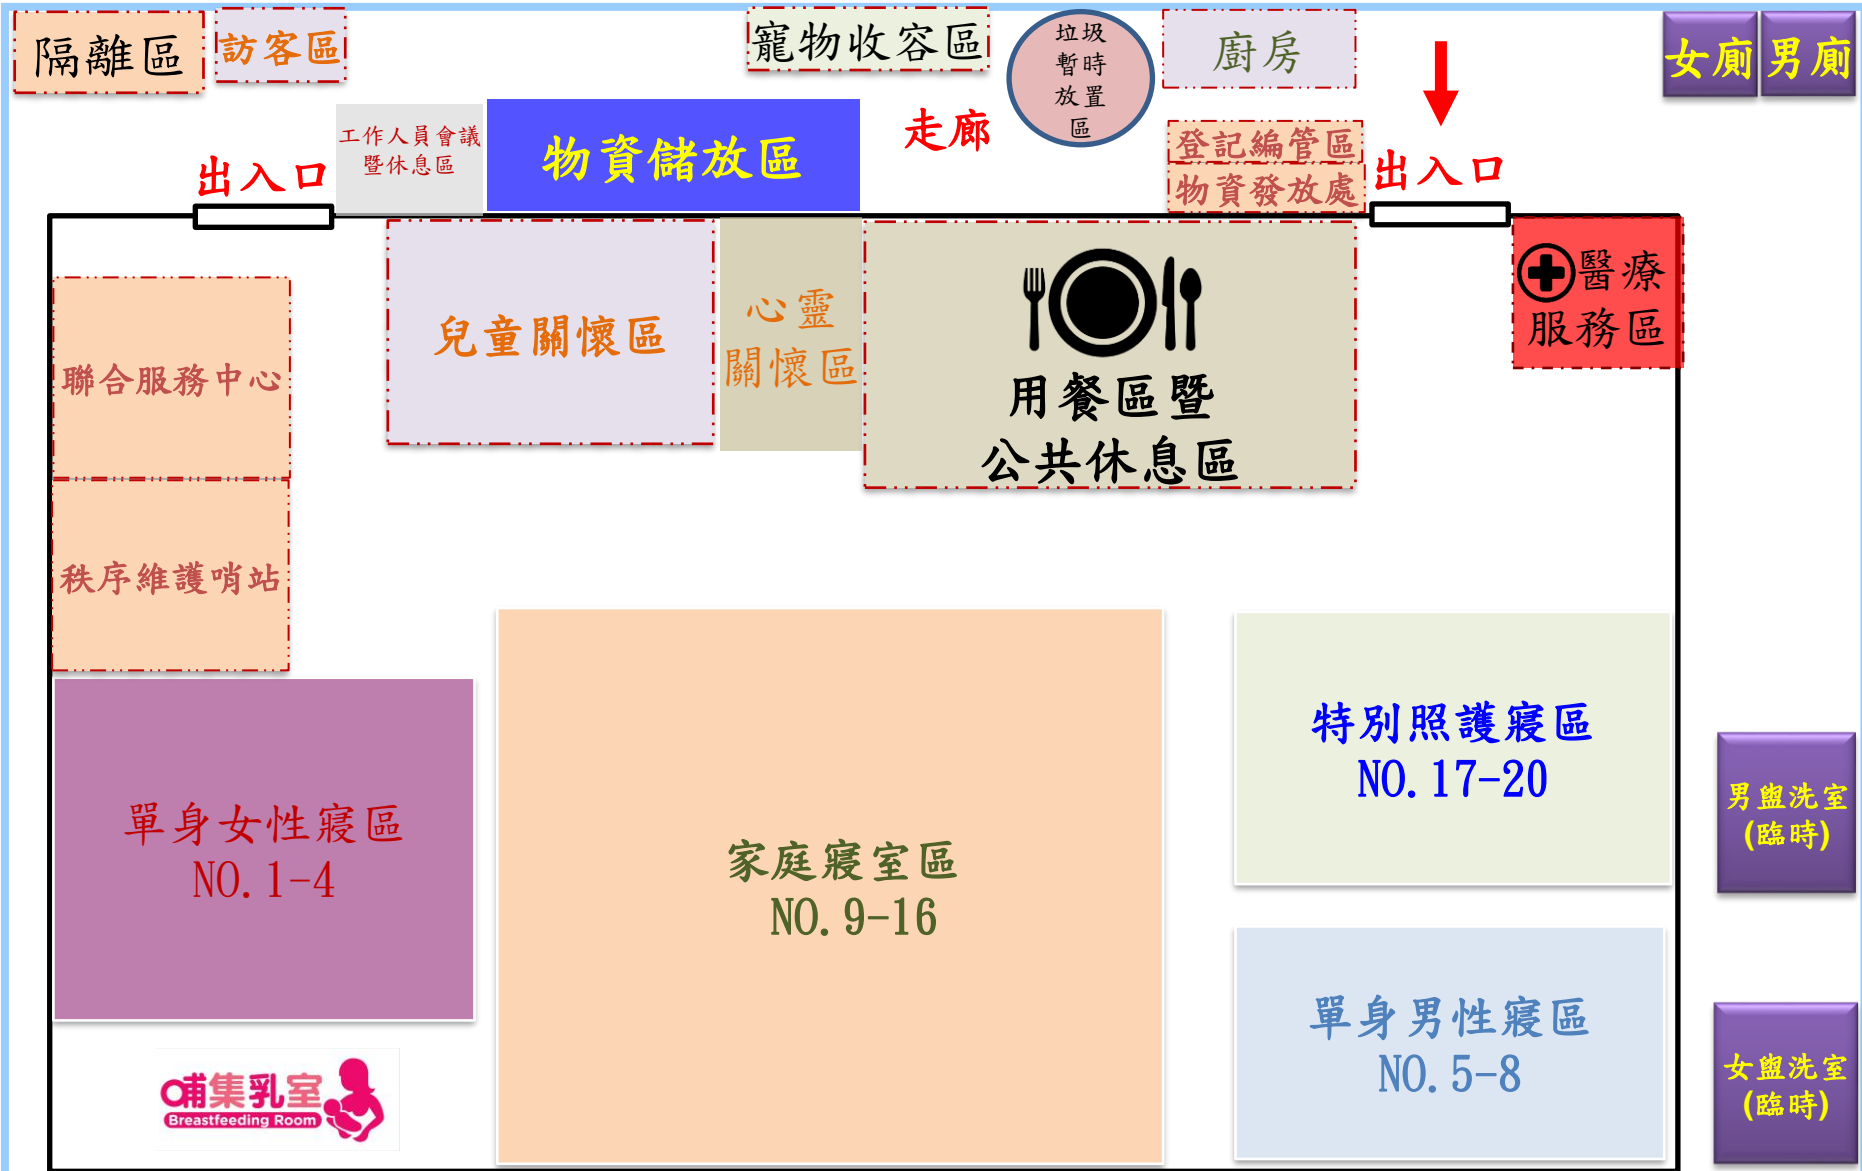 隔離區
訪客區
寵物收容區
垃圾
暫時
放置
區
廚房
女廁
男廁
工作人員會議
暨休息區
物資儲放區
走廊
登記編管區
物資發放處
出入口
出入口
聯合服務中心
兒童關懷區
心靈
關懷區
用餐區暨
公共休息區
醫療
服務區
秩序維護哨站
單身女性寢區
NO.1-4
家庭寢室區
NO.9-16
特別照護寢區
NO.17-20
男盥洗室
(臨時)
單身男性寢區
NO.5-8
女盥洗室
(臨時)
哺集乳室
Breastfeeding Room